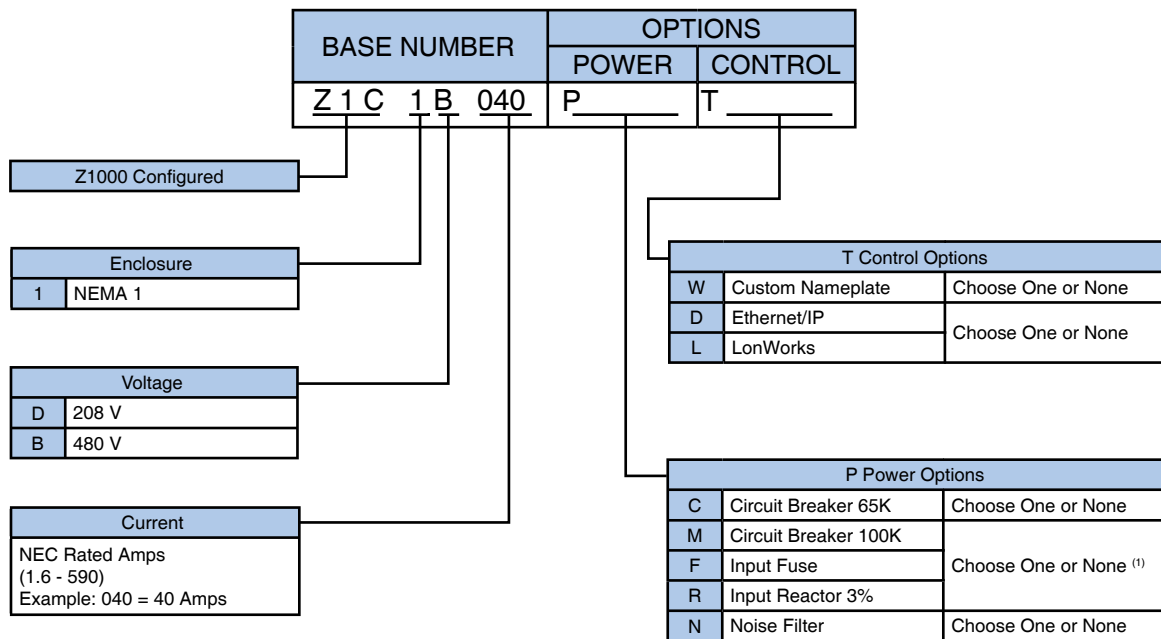 BASE NUMBER
OPTIONS
POWER
CONTROL
Z 1 C 1 B 040
P
T
Z1000 Configured
Enclosure
1 NEMA 1
Voltage
D 208 V
B 480 V
Current
NEC Rated Amps
(1.6 - 590)
Example: 040 = 40 Amps
T Control Options
W Custom Nameplate Choose One or None
D Ethernet/IP
Choose One or None
L LonWorks
P Power Options
C Circuit Breaker 65K Choose One or None
M Circuit Breaker 100K
F Input Fuse Choose One or None (1)
R Input Reactor 3%
N Noise Filter Choose One or None